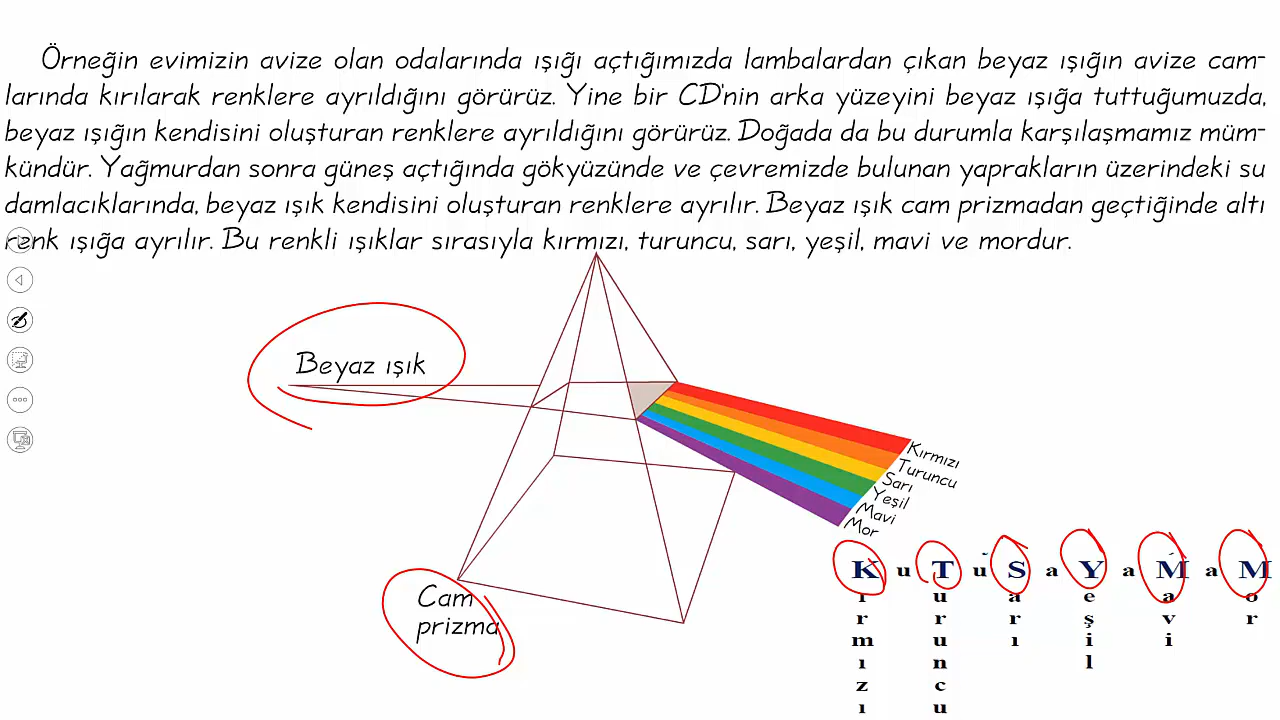 Örneğin evimizin avize olan odalarında ışığı açtığımızda lambalardan çıkan beyaz ışığın avize cam-
larında kırılarak renklere ayrıldığını görürüz. Yine bir CD'nin arka yüzeyini beyaz ışığa tuttuğumuzda,
beyaz ışığın kendisini oluşturan renklere ayrıldığını görürüz. Doğada da bu durumla karşılaşmamız müm-
kündür. Yağmurdan sonra güneş açtığında gökyüzünde ve çevremizde bulunan yaprakların üzerindeki su
damlacıklarında, beyaz ışık kendisini oluşturan renklere ayrılır. Beyaz ışık cam prizmadan geçtiğinde altı
renk ışığa ayrılır. Bu renkli ışıklar sırasıyla kırmızı, turuncu, sarı, yeşil, mavi ve mordur.
Beyaz ışık
Kırmızı
Turuncu
Sarı
Yeşil
Mavi
Mor
Cam
prizma
K u T ü S a Y a M a M
Kırmızı
Turuncu
Sarı
Yeşil
Mavi
Mor